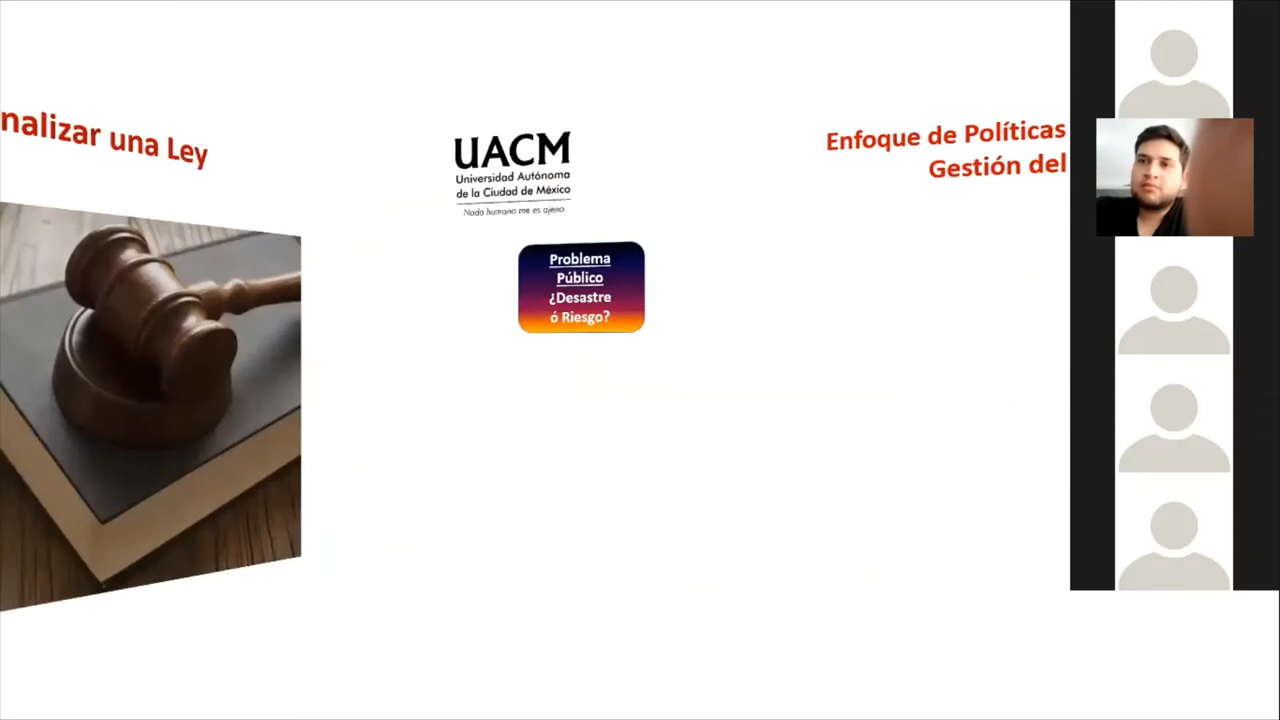 nalizar una Ley
UACM
Universidad Autónoma
de la Ciudad de México
Nada humano me es ajeno
Enfoque de Políticas
Gestión del
Problema
Público
¿Desastre
ó Riesgo?